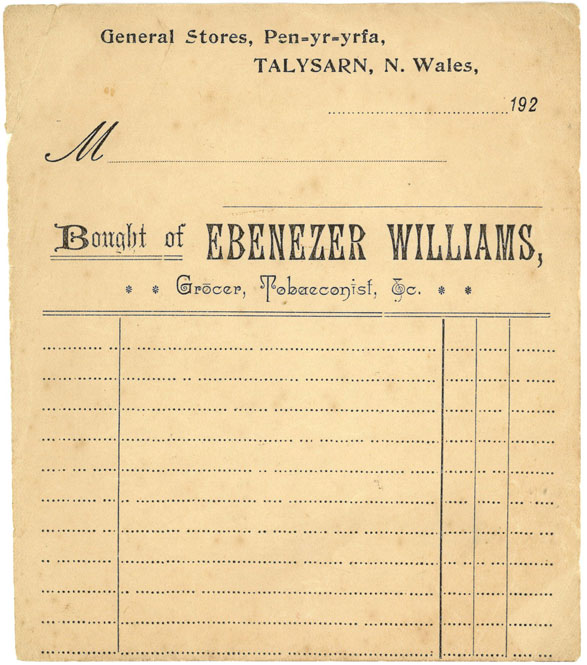 General Stores, Pen=yr=yrfa,
TALYSARN, N. Wales,
192
M
Bought of EBENEZER WILLIAMS,
Grocer, Tobacconist, &c.